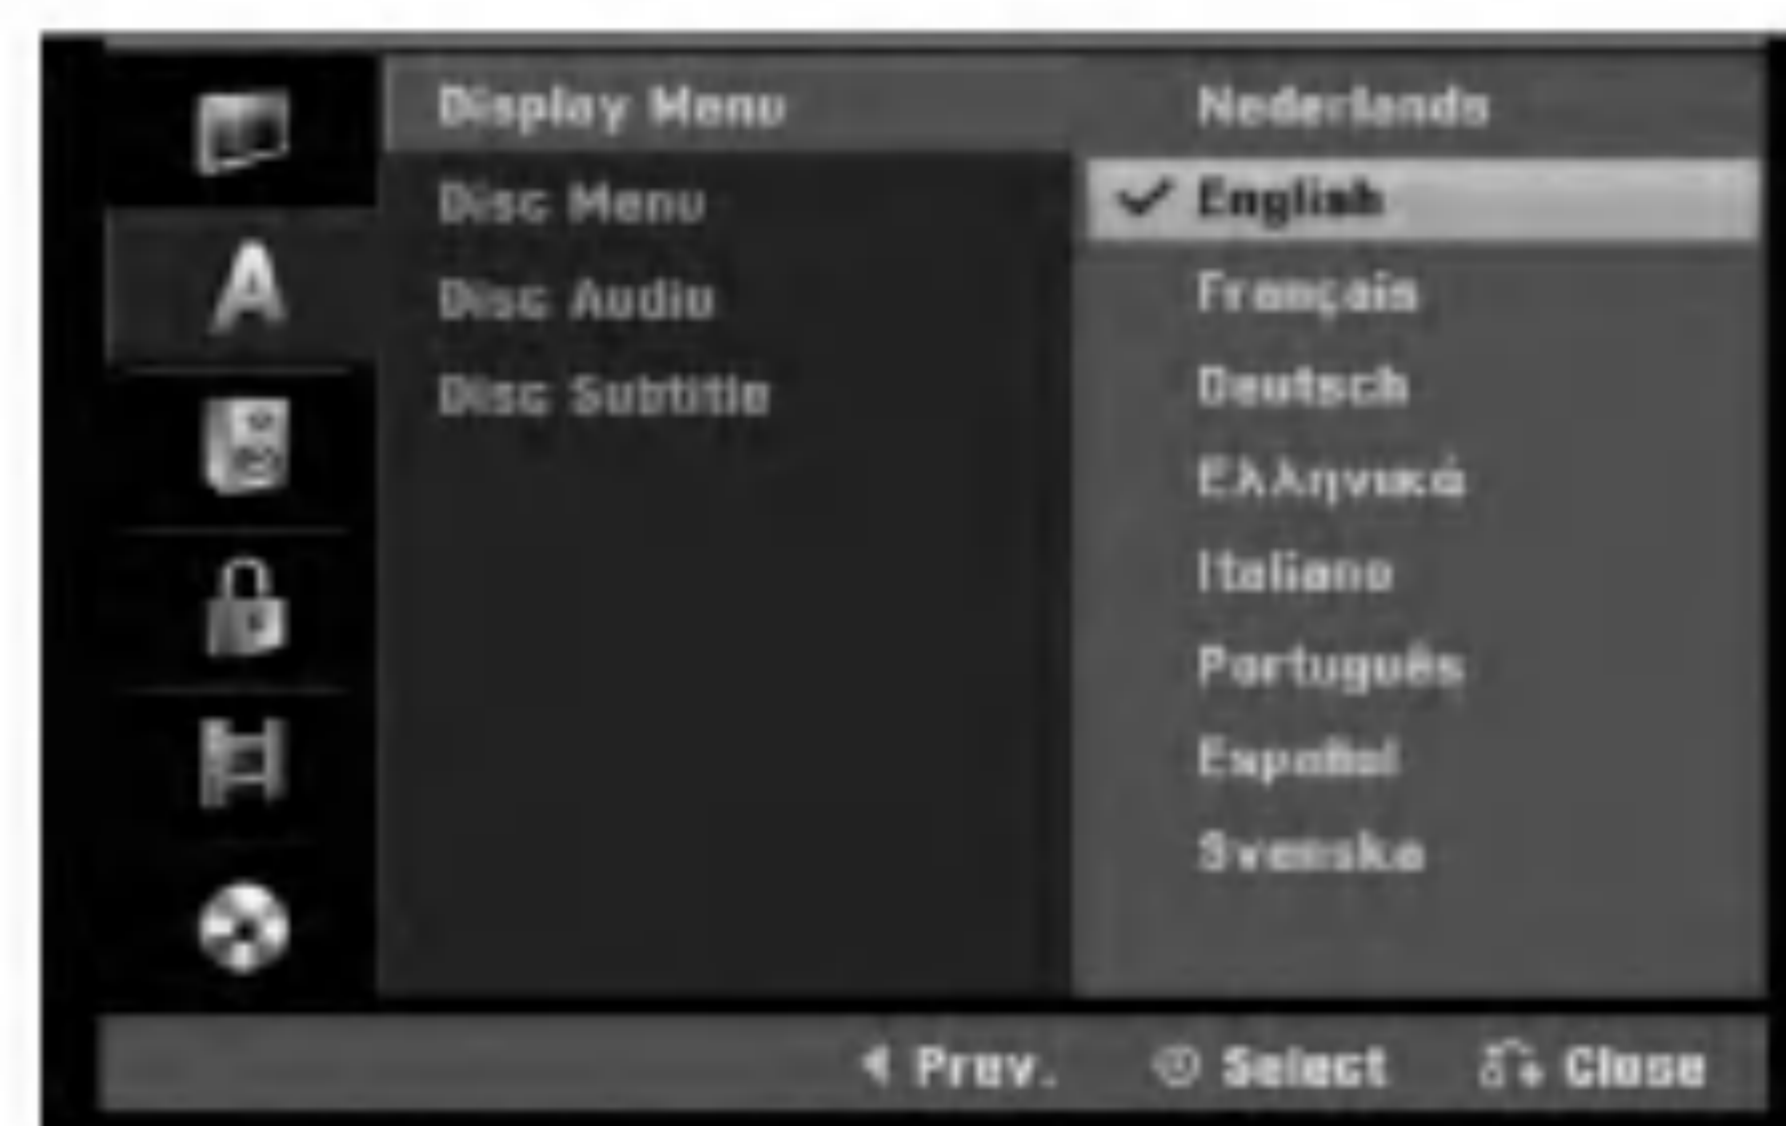 Display Menu
Disc Menu
Disc Audio
Disc Subtitle
Nederlands
English
Français
Deutsch
Ελληνικά
Italiano
Português
Español
Svenska
Prev.
Select
Close